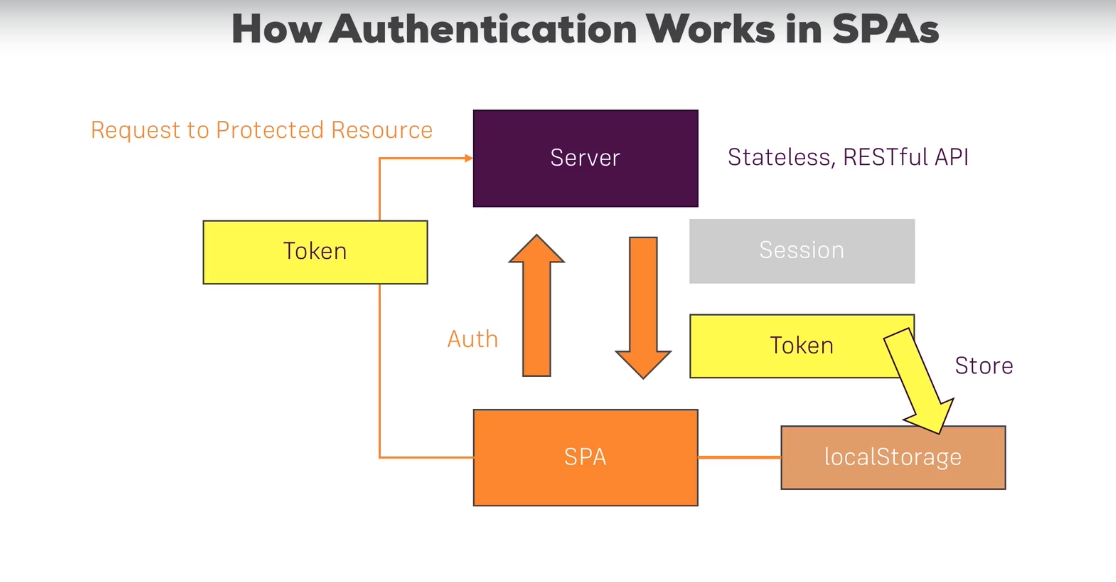 How Authentication Works in SPAs
Request to Protected Resource
Server
Stateless, RESTful API
Token
Session
Auth
Token
Store
SPA
localStorage